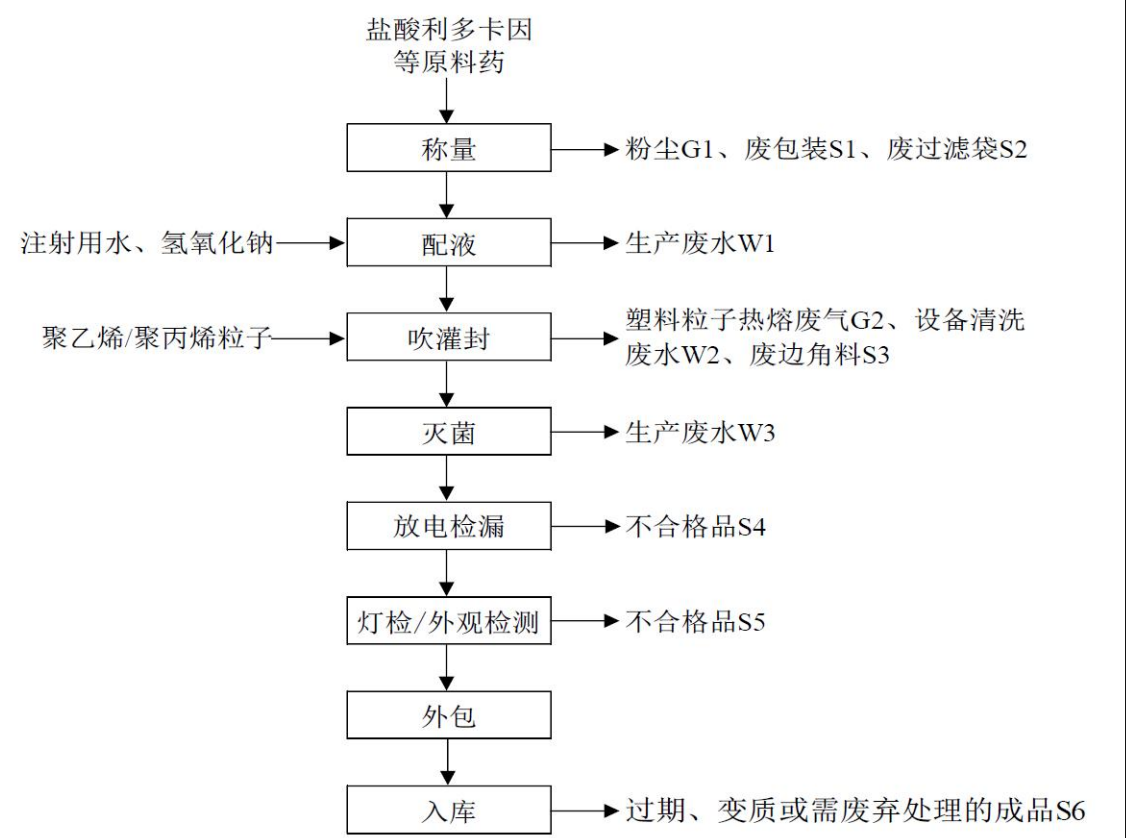 盐酸利多卡因
等原料药
称量
粉尘G1、废包装S1、废过滤袋S2
注射用水、氢氧化钠
配液
生产废水W1
聚乙烯/聚丙烯粒子
吹灌封
塑料粒子热熔废气G2、设备清洗
废水W2、废边角料S3
灭菌
生产废水W3
放电检漏
不合格品S4
灯检/外观检测
不合格品S5
外包
入库
过期、变质或需废弃处理的成品S6